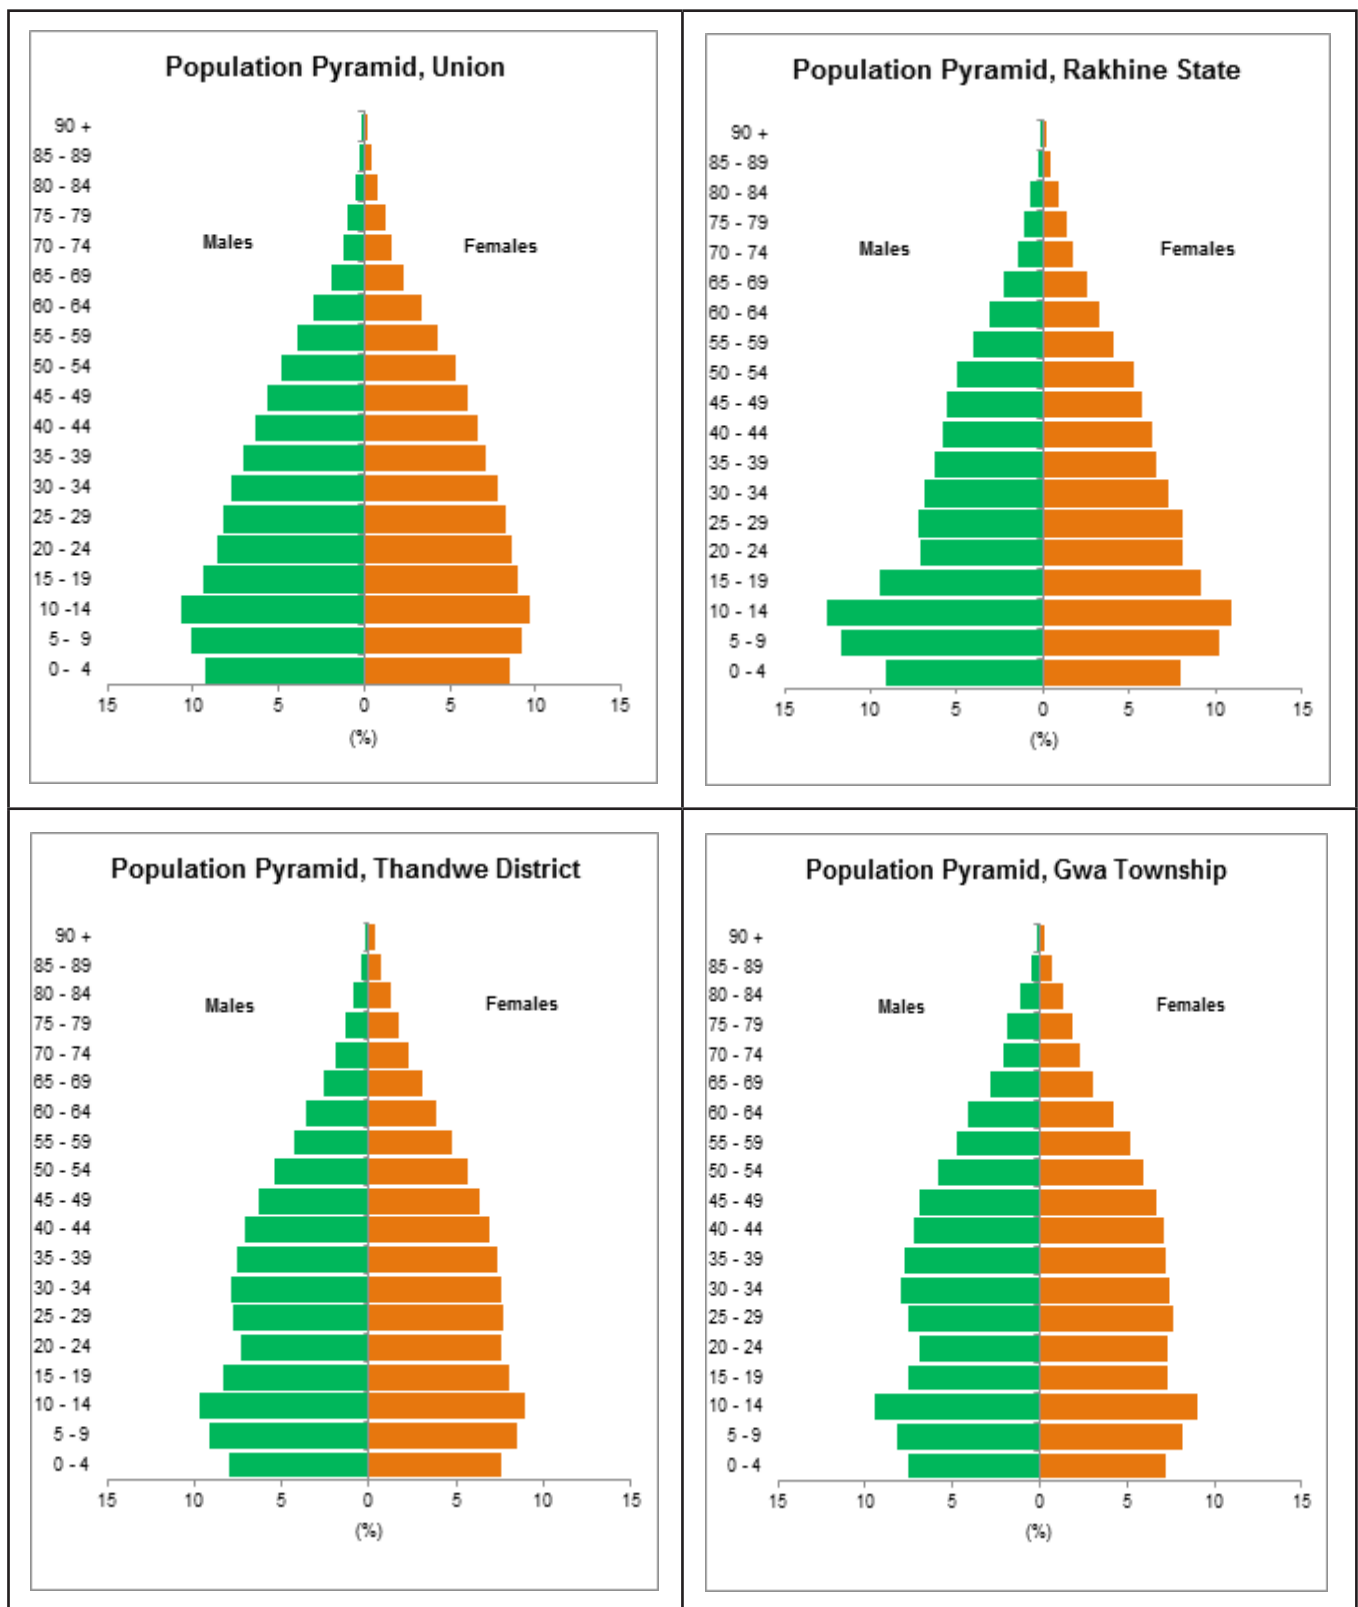 Population Pyramid, Union
90 +
85 - 89
80 - 84
75 - 79
70 - 74
65 - 69
60 - 64
55 - 59
50 - 54
45 - 49
40 - 44
35 - 39
30 - 34
25 - 29
20 - 24
15 - 19
10 -14
5 - 9
0 - 4
Males
Females
15 10 5 0 5 10 15
(%)
Population Pyramid, Rakhine State
90 +
85 - 89
80 - 84
75 - 79
70 - 74
65 - 69
60 - 64
55 - 59
50 - 54
45 - 49
40 - 44
35 - 39
30 - 34
25 - 29
20 - 24
15 - 19
10 - 14
5 - 9
0 - 4
Males
Females
15 10 5 0 5 10 15
(%)
Population Pyramid, Thandwe District
90 +
85 - 89
80 - 84
75 - 79
70 - 74
65 - 69
60 - 64
55 - 59
50 - 54
45 - 49
40 - 44
35 - 39
30 - 34
25 - 29
20 - 24
15 - 19
10 - 14
5 - 9
0 - 4
Males
Females
15 10 5 0 5 10 15
(%)
Population Pyramid, Gwa Township
90 +
85 - 89
80 - 84
75 - 79
70 - 74
65 - 69
60 - 64
55 - 59
50 - 54
45 - 49
40 - 44
35 - 39
30 - 34
25 - 29
20 - 24
15 - 19
10 - 14
5 - 9
0 - 4
Males
Females
15 10 5 0 5 10 15
(%)